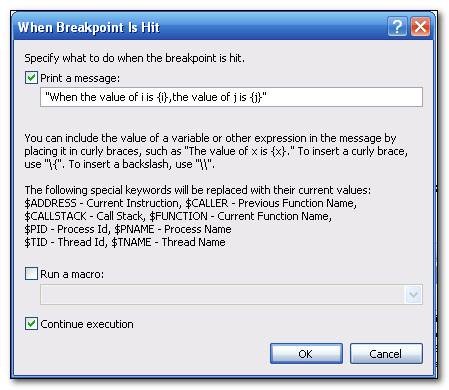 When Breakpoint Is Hit
Specify what to do when the breakpoint is hit.
Print a message:
"When the value of i is {i},the value of j is {j}"
You can include the value of a variable or other expression in the message by
placing it in curly braces, such as "The value of x is {x}." To insert a curly brace,
use "\{". To insert a backslash, use "\\".
The following special keywords will be replaced with their current values:
$ADDRESS - Current Instruction, $CALLER - Previous Function Name,
$CALLSTACK - Call Stack, $FUNCTION - Current Function Name,
$PID - Process Id, $PNAME - Process Name
$TID - Thread Id, $TNAME - Thread Name
Run a macro:
Continue execution
OK Cancel